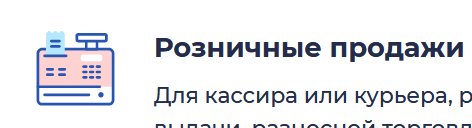 Розничные продажи
Для кассира или курьера,
выдачи, разносной